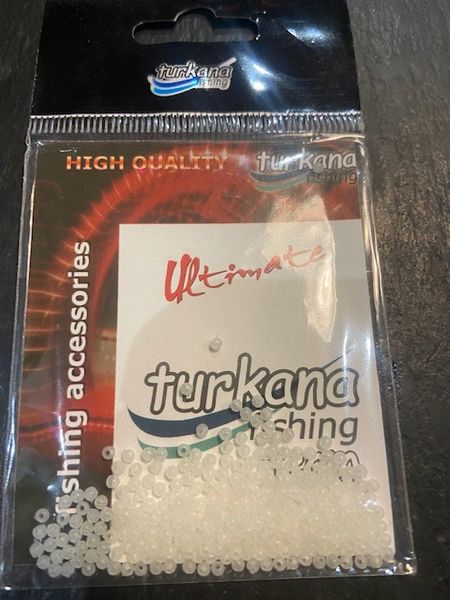 turkana
fishing
HIGH QUALITY
turkana
fishing
fishing accessories
Ultimate
turkana
fishing